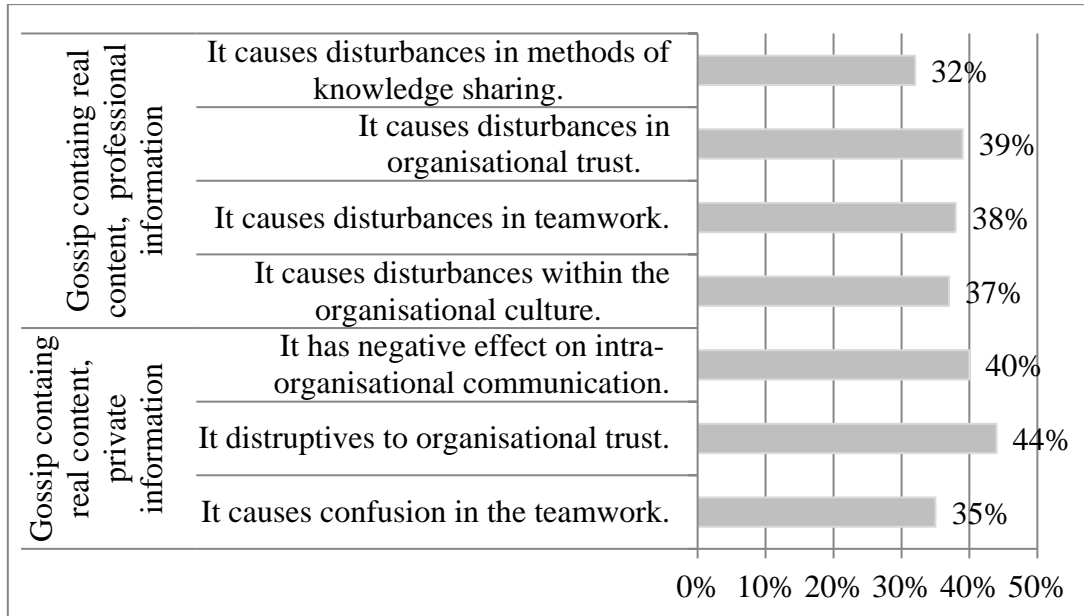 Gossip containg real
content, professional
information
It causes disturbances in methods of
knowledge sharing.
32%
It causes disturbances in
organisational trust.
39%
It causes disturbances in teamwork.
38%
It causes disturbances within the
organisational culture.
37%
Gossip containg
real content,
private
information
It has negative effect on intra-
organisational communication.
40%
It distruptives to organisational trust.
44%
It causes confusion in the teamwork.
35%
0% 10% 20% 30% 40% 50%